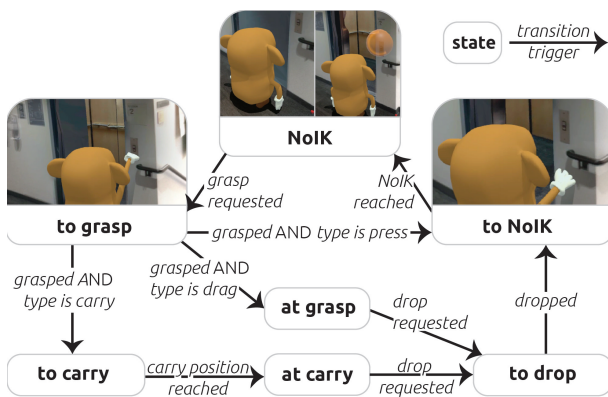 state
transition
trigger
NoIK
grasp
requested
NoIK
reached
to grasp
to NoIK
grasped AND type is press
grasped AND
type is carry
grasped AND
type is drag
at grasp
drop
requested
dropped
to carry
carry position
reached
at carry
drop
requested
to drop